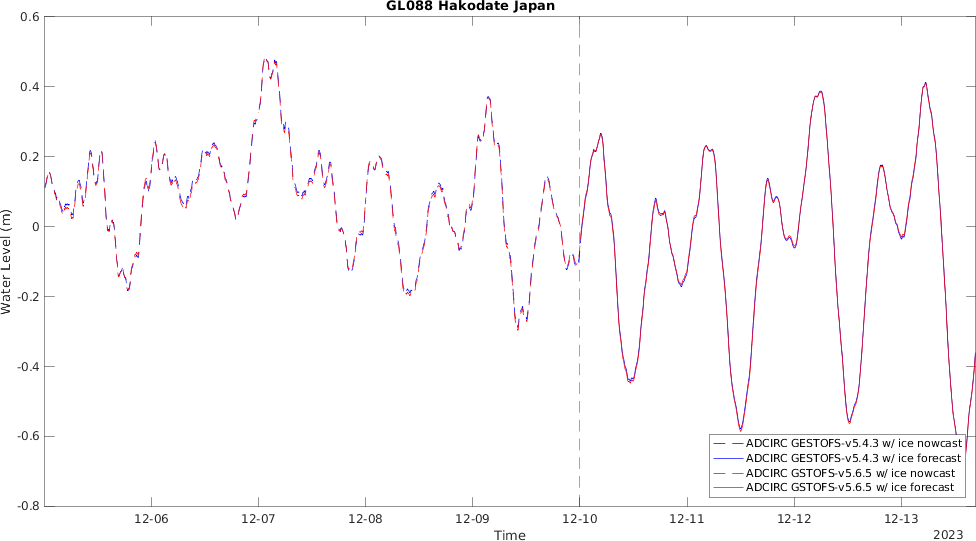 GL088 Hakodate Japan
0.6
0.4
0.2
0
-0.2
-0.4
-0.6
-0.8
Water Level (m)
ADCIRC GESTOFS-v5.4.3 w/ ice nowcast
ADCIRC GESTOFS-v5.4.3 w/ ice forecast
ADCIRC GSTOFS-v5.6.5 w/ ice nowcast
ADCIRC GSTOFS-v5.6.5 w/ ice forecast
12-06 12-07 12-08 12-09 12-10 12-11 12-12 12-13
Time
2023